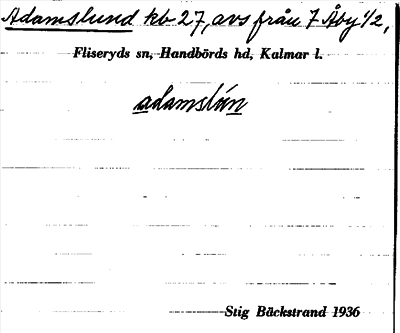 Adamslund kb 27, avs från 7 Åby 1/2,
Fliseryds sn, Handbörds hd, Kalmar l.
adamslún
Stig Bäckstrand 1936